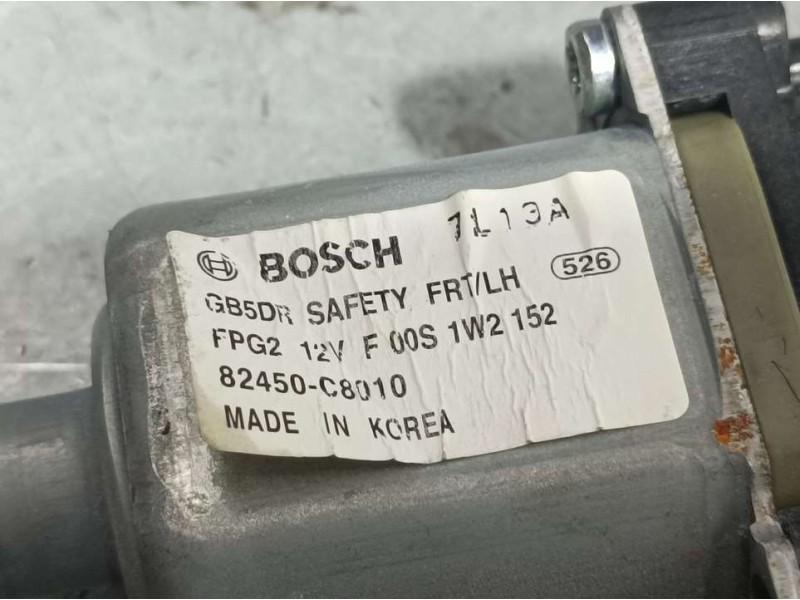 BOSCH 7L13A
GB5DR SAFETY FRT/LH 526
FPG2 12V F 00S 1W2 152
82450-C8010
MADE IN KOREA